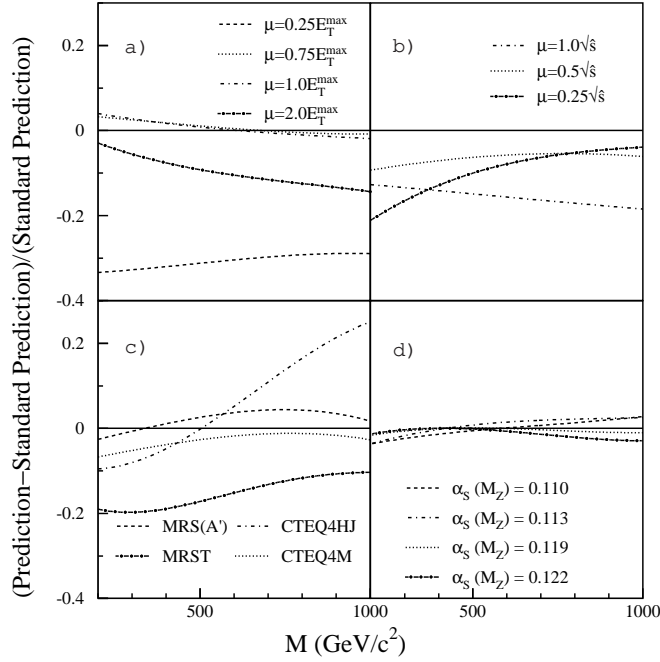 (Prediction–Standard Prediction)/(Standard Prediction)
0.2
0
-0.2
-0.4
a)
μ=0.25E_T^max
μ=0.75E_T^max
μ=1.0E_T^max
μ=2.0E_T^max
b)
μ=1.0√ŝ
μ=0.5√ŝ
μ=0.25√ŝ
0.2
0
-0.2
-0.4
c)
MRS(A') CTEQ4HJ
MRST CTEQ4M
d)
α_S (M_Z) = 0.110
α_S (M_Z) = 0.113
α_S (M_Z) = 0.119
α_S (M_Z) = 0.122
500 1000 500 1000
M (GeV/c²)